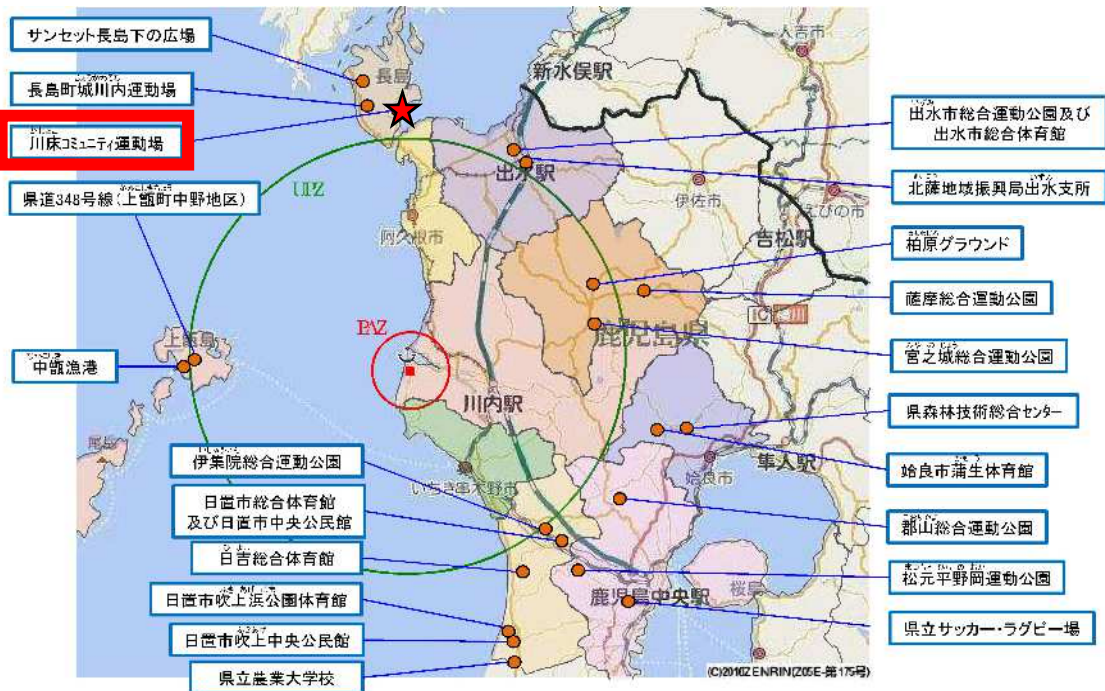 サンセット長島下の広場
長島町城川内運動場
川床コミュニティ運動場
県道348号線(上甑町中野地区)
中甑漁港
伊集院総合運動公園
日置市総合体育館
及び日置市中央公民館
日吉総合体育館
日置市吹上浜公園体育館
日置市吹上中央公民館
県立農業大学校
長島
新水俣駅
人吉市
出水駅
UPZ
阿久根市
伊佐市
えびの市
吉松駅
鹿児島県
PAZ
上甑島
川内駅
尾岳
いちき串木野市
姶良市
隼人駅
鹿児島中央駅
桜島
出水市総合運動公園及び
出水市総合体育館
北薩地域振興局出水支所
柏原グラウンド
薩摩総合運動公園
宮之城総合運動公園
県森林技術総合センター
姶良市蒲生体育館
郡山総合運動公園
松元平野岡運動公園
県立サッカー・ラグビー場
(C)2010ZENRIN(Z05E-第175号)